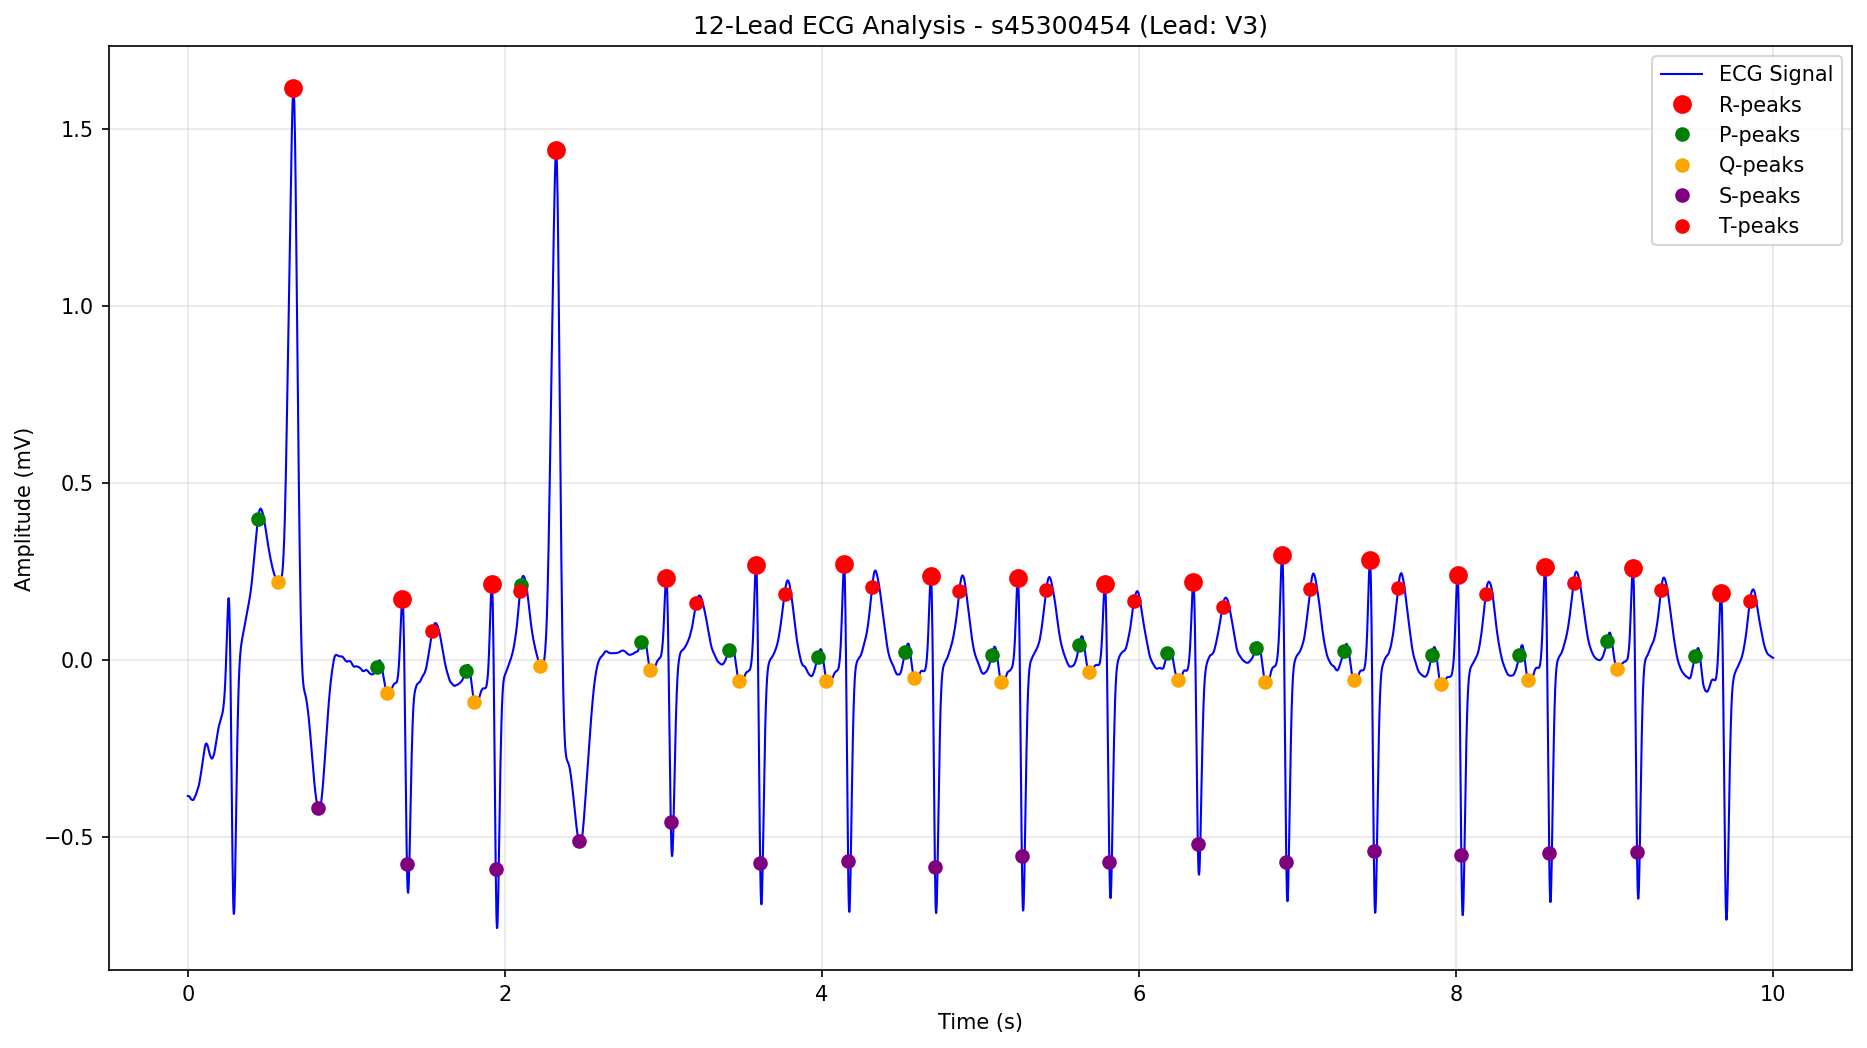 12-Lead ECG Analysis - s45300454 (Lead: V3)
ECG Signal
R-peaks
P-peaks
Q-peaks
S-peaks
T-peaks
Amplitude (mV)
1.5
1.0
0.5
0.0
−0.5
0 2 4 6 8 10
Time (s)